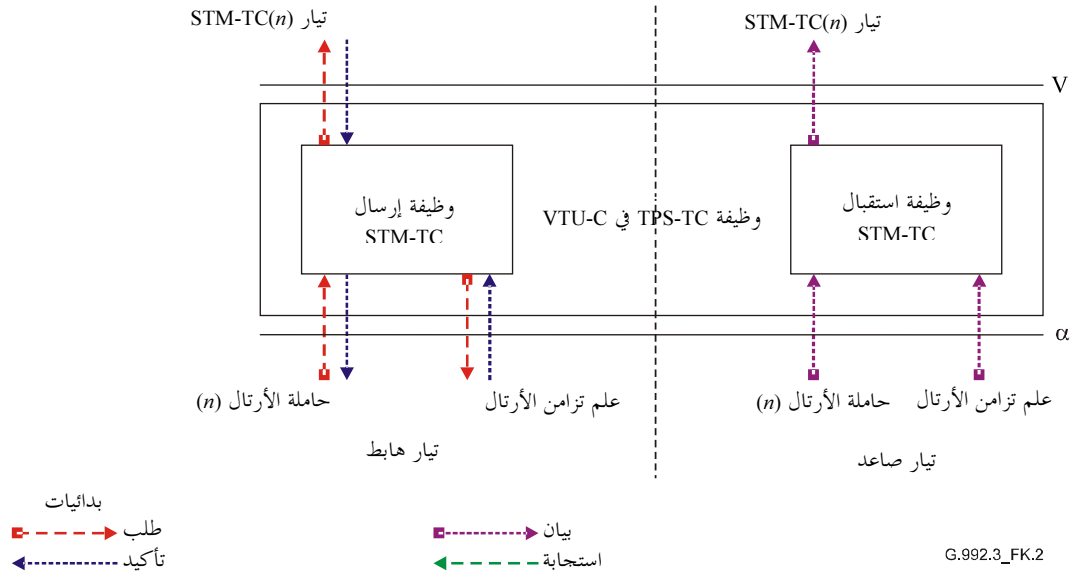 تيار STM-TC(n)
تيار STM-TC(n)
V
وظيفة إرسال
STM-TC
وظيفة TPS-TC في VTU-C
وظيفة استقبال
STM-TC
α
حاملة الأرتال (n)
علم تزامن الأرتال
حاملة الأرتال (n)
علم تزامن الأرتال
تيار هابط
تيار صاعد
بدائيات
طلب
بيان
تأكيد
استجابة
G.992.3_FK.2